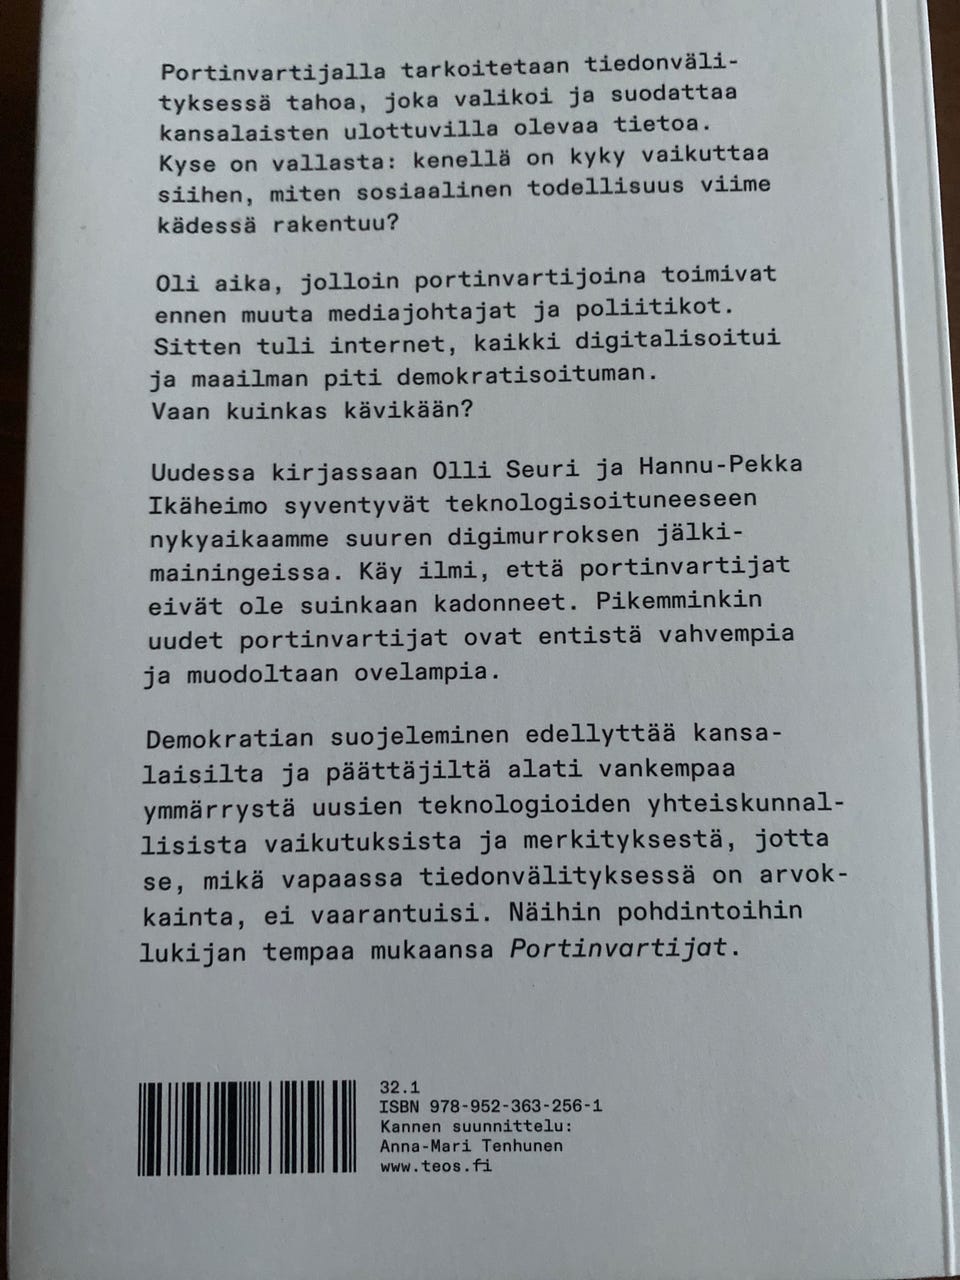 Portinvartijalla tarkoitetaan tiedonväli-
tyksessä tahoa, joka valikoi ja suodattaa
kansalaisten ulottuvilla olevaa tietoa.
Kyse on vallasta: kenellä on kyky vaikuttaa
siihen, miten sosiaalinen todellisuus viime
kädessä rakentuu?
Oli aika, jolloin portinvartijoina toimivat
ennen muuta mediajohtajat ja poliitikot.
Sitten tuli internet, kaikki digitalisoitui
ja maailman piti demokratisoituman.
Vaan kuinkas kävikään?
Uudessa kirjassaan Olli Seuri ja Hannu-Pekka
Ikäheimo syventyvät teknologisoituneeseen
nykyaikaamme suuren digimurroksen jälki-
mainingeissa. Käy ilmi, että portinvartijat
eivät ole suinkaan kadonneet. Pikemminkin
uudet portinvartijat ovat entistä vahvempia
ja muodoltaan ovelampia.
Demokratian suojeleminen edellyttää kansa-
laisilta ja päättäjiltä alati vankempaa
ymmärrystä uusien teknologioiden yhteiskunnal-
lisista vaikutuksista ja merkityksestä, jotta
se, mikä vapaassa tiedonvälityksessä on arvok-
kainta, ei vaarantuisi. Näihin pohdintoihin
lukijan tempaa mukaansa Portinvartijat.
32.1
ISBN 978-952-363-256-1
Kannen suunnittelu:
Anna-Mari Tenhunen
www.teos.fi